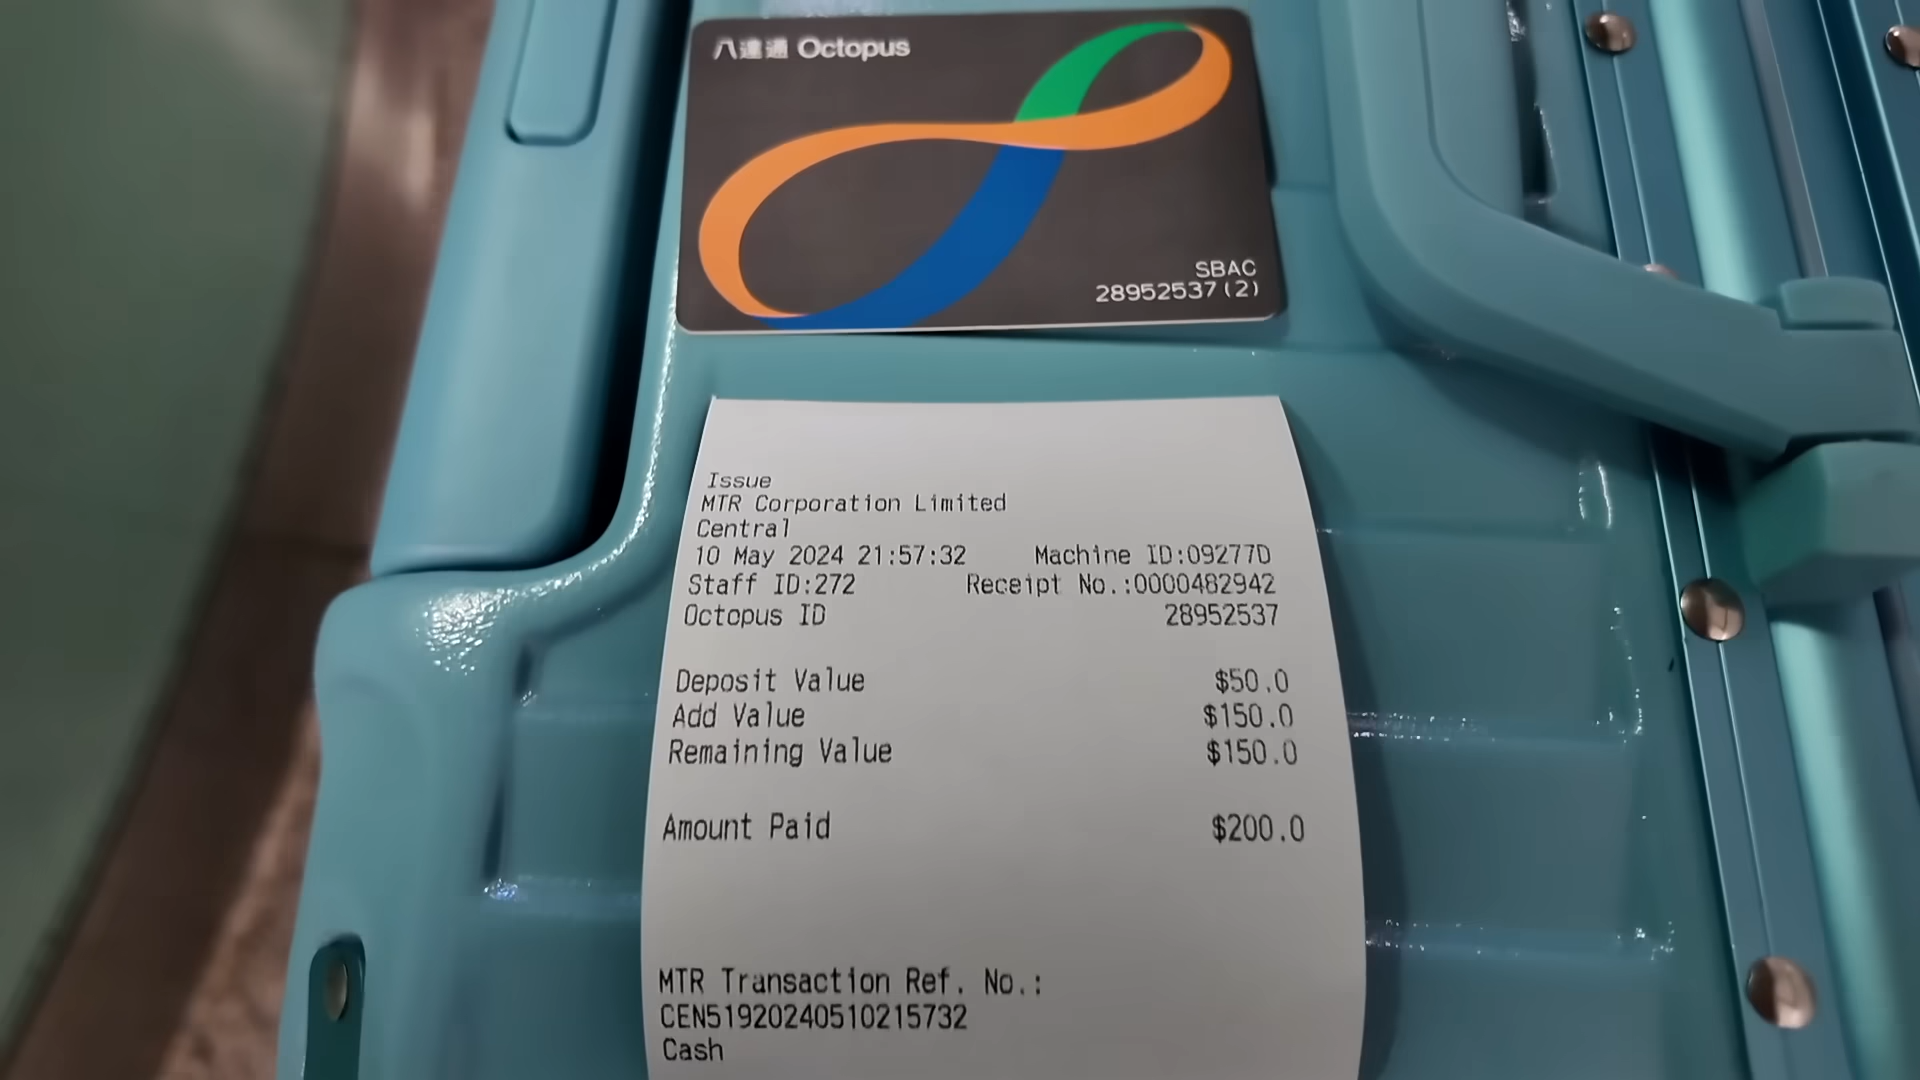 八達通 Octopus
SBAC
28952537(2)
Issue
MTR Corporation Limited
Central
10 May 2024 21:57:32 Machine ID:09277D
Staff ID:272 Receipt No.:0000482942
Octopus ID 28952537
Deposit Value $50.0
Add Value $150.0
Remaining Value $150.0
Amount Paid $200.0
MTR Transaction Ref. No.:
CEN51920240510215732
Cash